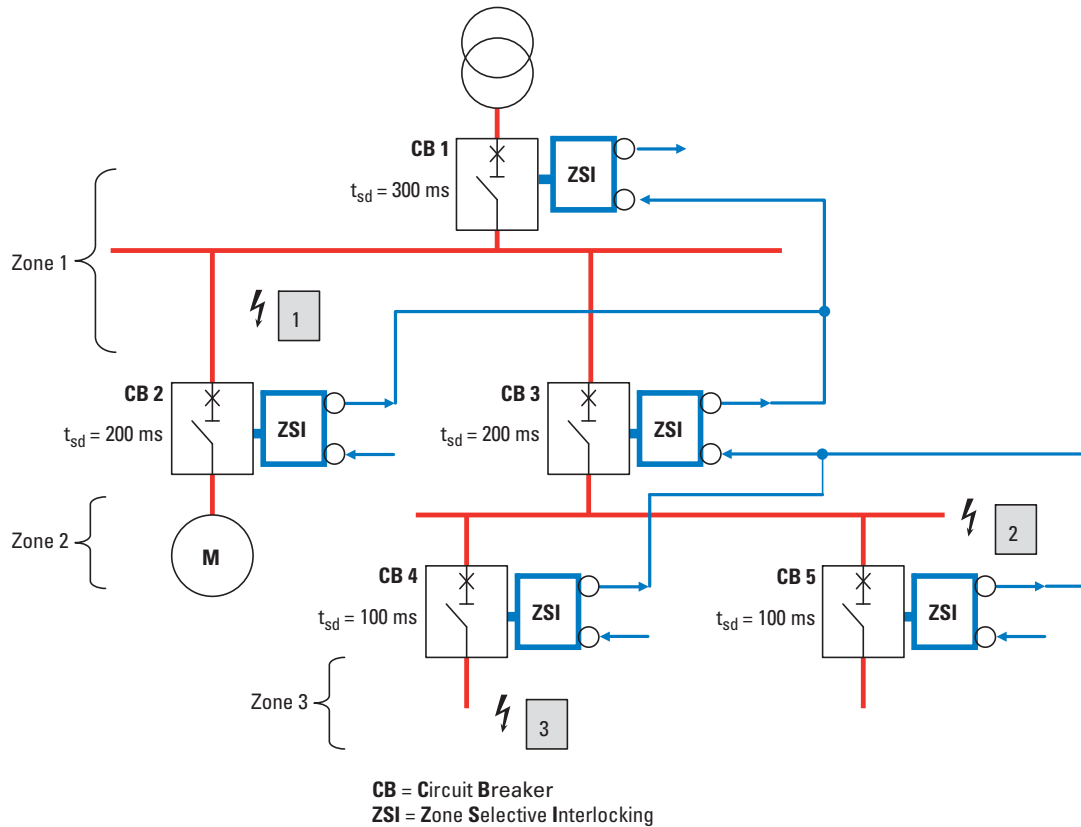 CB 1
ZSI
t_sd = 300 ms
Zone 1
1
CB 2
ZSI
t_sd = 200 ms
CB 3
ZSI
t_sd = 200 ms
Zone 2
M
2
CB 4
ZSI
t_sd = 100 ms
CB 5
ZSI
t_sd = 100 ms
Zone 3
3
CB = Circuit Breaker
ZSI = Zone Selective Interlocking